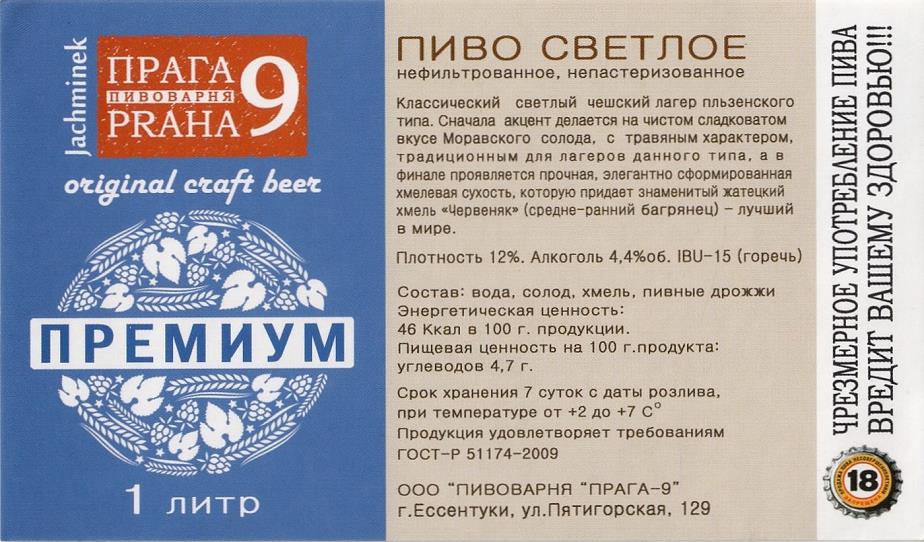 Jachminek
ПРАГА
ПИВОВАРНЯ
PRAHA
9
original craft beer
ПРЕМИУМ
1 литр
ПИВО СВЕТЛОЕ
нефильтрованное, непастеризованное
Классический светлый чешский лагер пльзенского
типа. Сначала акцент делается на чистом сладковатом
вкусе Моравского солода, с травяным характером,
традиционным для лагеров данного типа, а в
финале проявляется прочная, элегантно сформированная
хмелевая сухость, которую придает знаменитый жатецкий
хмель «Червеняк» (средне-ранний багрянец) – лучший
в мире.
Плотность 12%. Алкоголь 4,4%об. IBU-15 (горечь)
Состав: вода, солод, хмель, пивные дрожжи
Энергетическая ценность:
46 Ккал в 100 г. продукции.
Пищевая ценность на 100 г.продукта:
углеводов 4,7 г.
Срок хранения 7 суток с даты розлива,
при температуре от +2 до +7 С°
Продукция удовлетворяет требованиям
ГОСТ-Р 51174-2009
ООО "ПИВОВАРНЯ "ПРАГА-9"
г.Ессентуки, ул.Пятигорская, 129
ЧРЕЗМЕРНОЕ УПОТРЕБЛЕНИЕ ПИВА
ВРЕДИТ ВАШЕМУ ЗДОРОВЬЮ!!!
ПРОДАЖА ПИВА НЕСОВЕРШЕННОЛЕТНИМ
18
ЗАПРЕЩЕНА